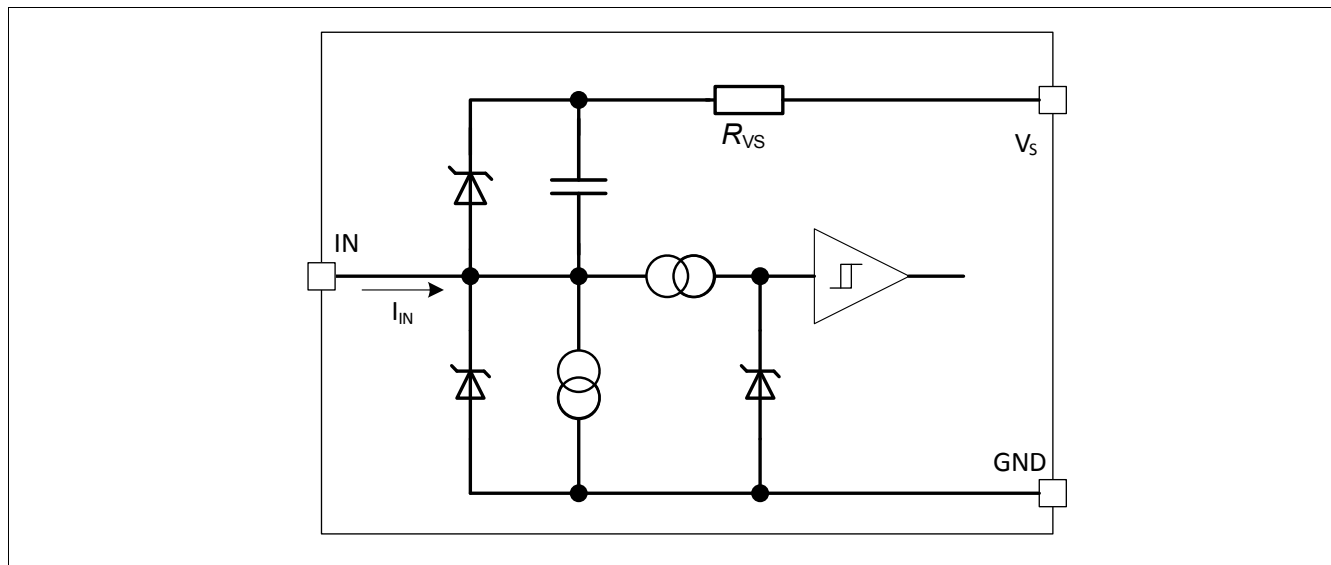 R_VS
V_S
IN
I_IN
GND